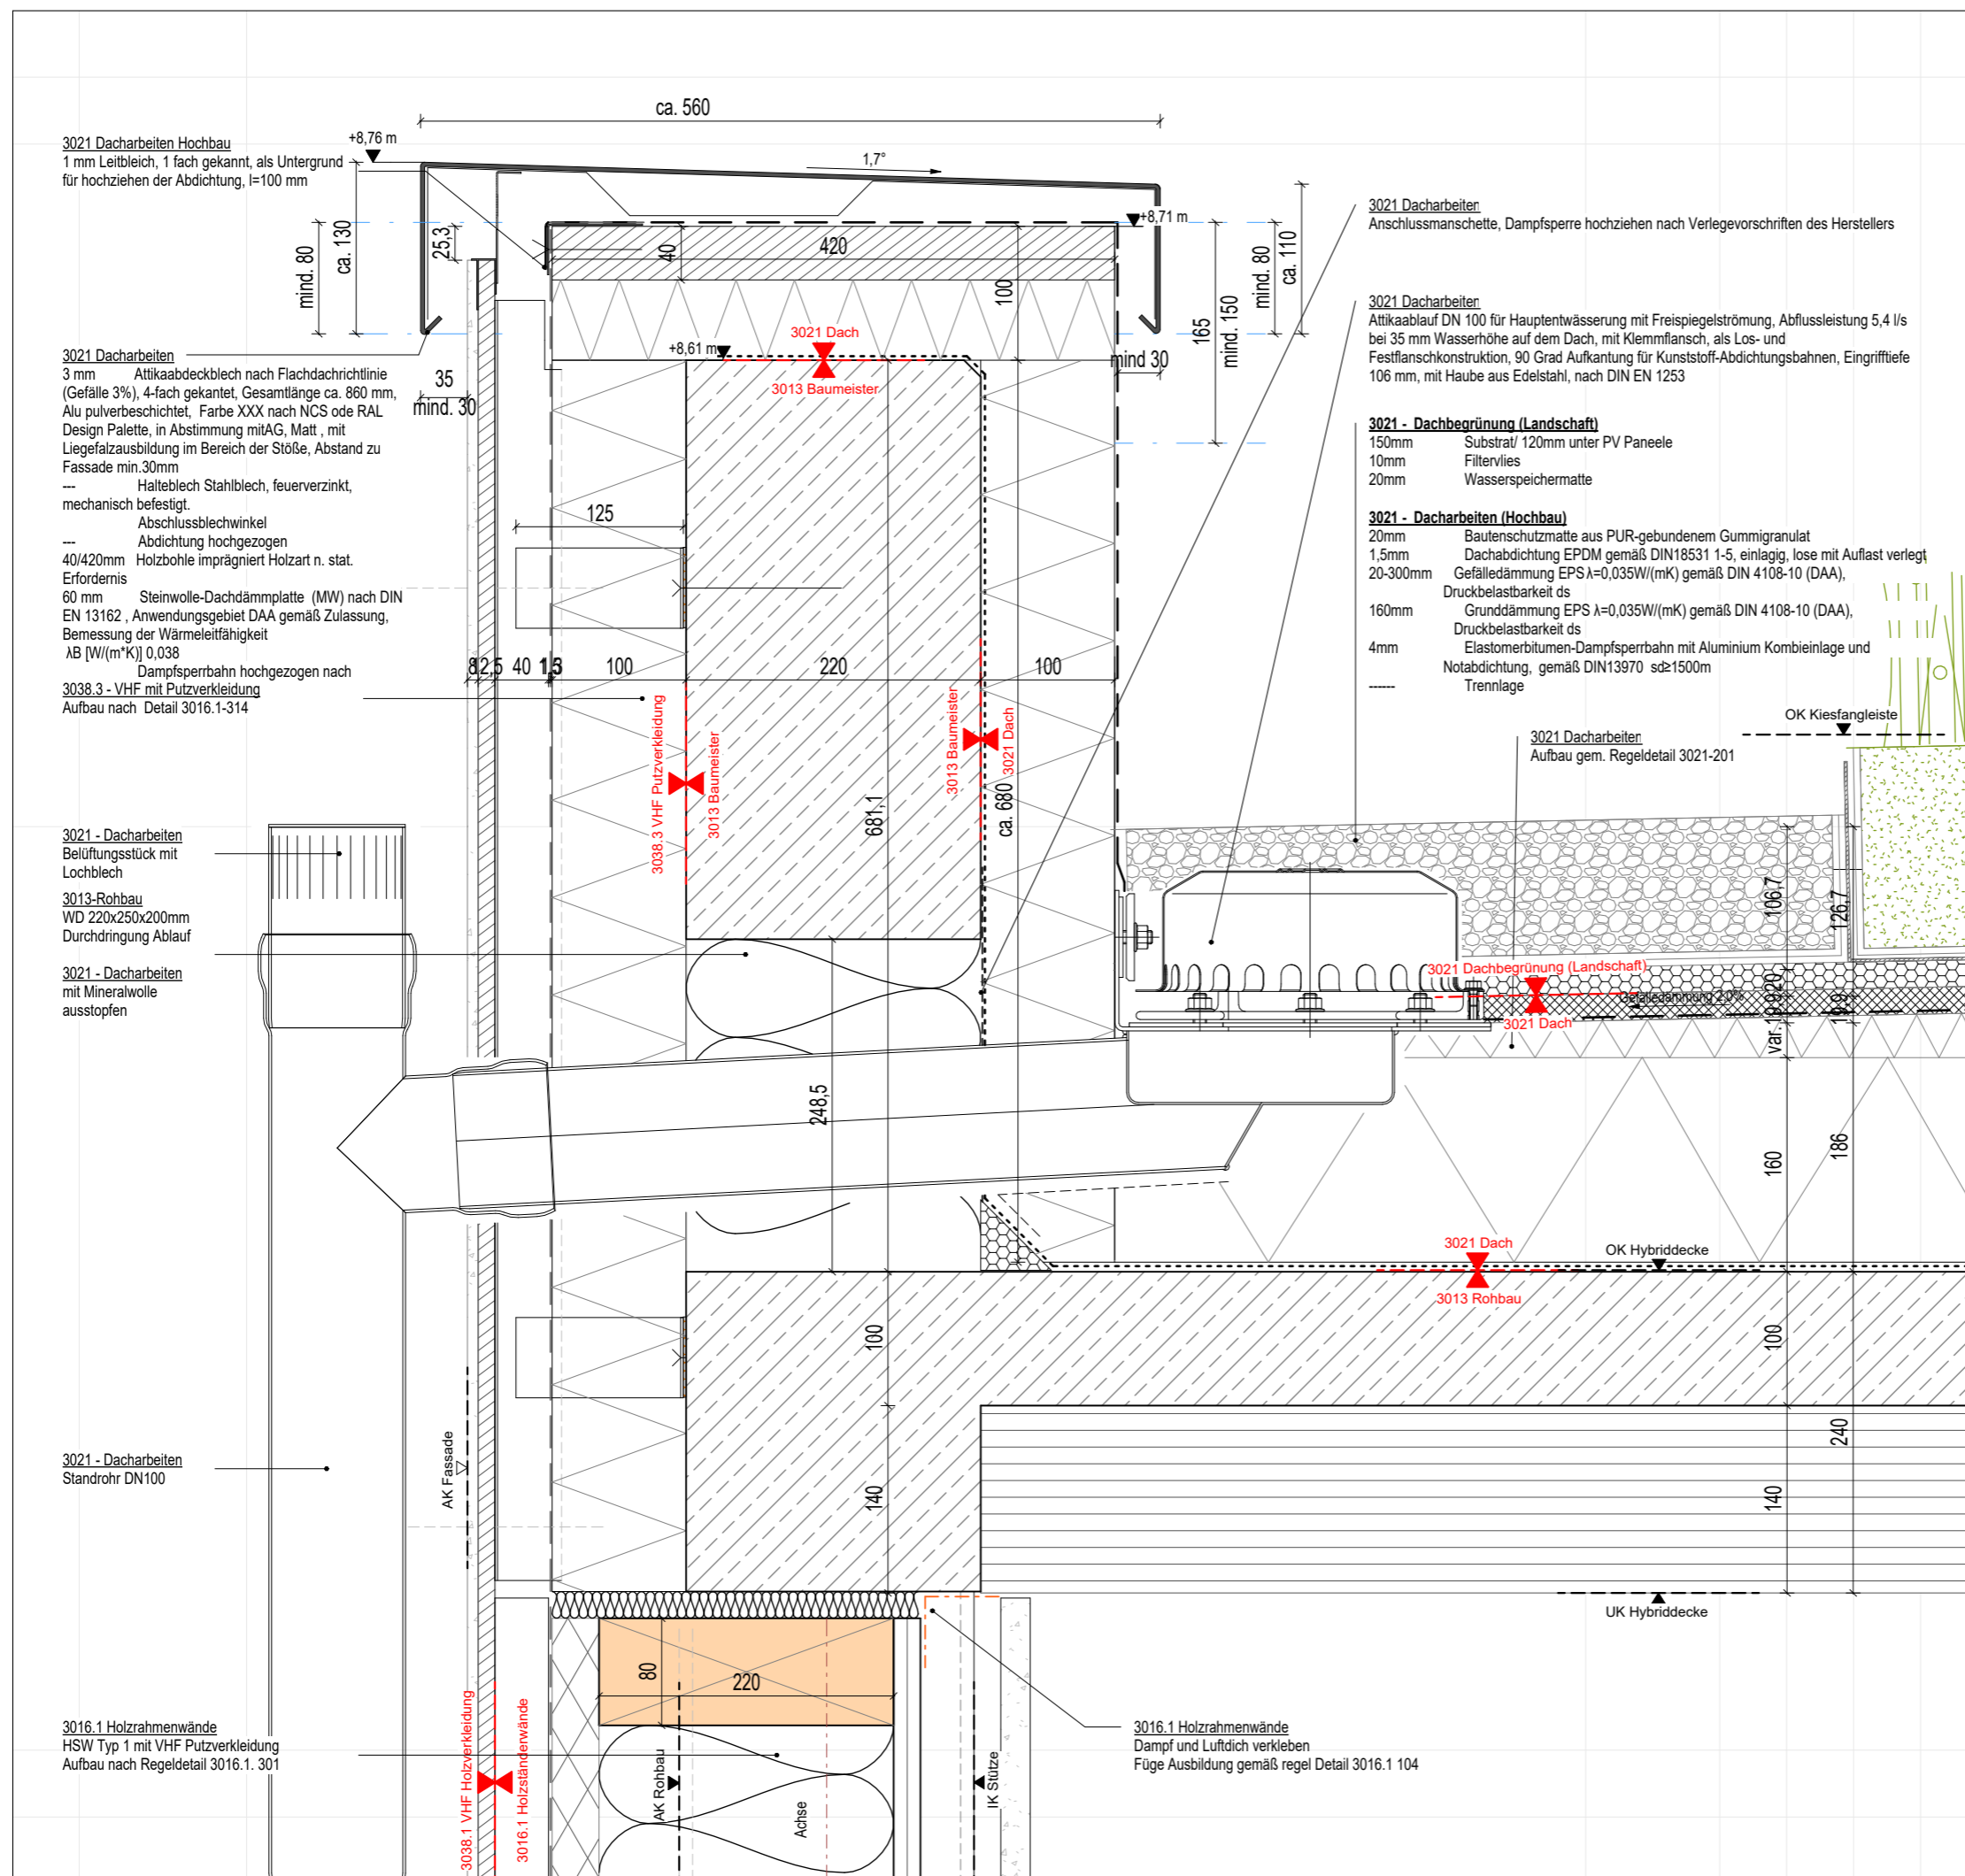 ca. 560
3021 Dacharbeiten Hochbau
1 mm Leitbleich, 1 fach gekannt, als Untergrund
für hochziehen der Abdichtung, l=100 mm
+8,76 m
1,7°
+8,71 m
mind. 80
ca. 130
25,3
40
420
100
165
mind. 150
mind. 80
ca. 110
mind 30
3021 Dacharbeiten
Anschlussmanschette, Dampfsperre hochziehen nach Verlegevorschriften des Herstellers
3021 Dacharbeiten
Attikaablauf DN 100 für Hauptentwässerung mit Freispiegelströmung, Abflussleistung 5,4 l/s
bei 35 mm Wasserhöhe auf dem Dach, mit Klemmflansch, als Los- und
Festflanschkonstruktion, 90 Grad Aufkantung für Kunststoff-Abdichtungsbahnen, Eingrifftiefe
106 mm, mit Haube aus Edelstahl, nach DIN EN 1253
3021 - Dachbegrünung (Landschaft)
150mm Substrat/ 120mm unter PV Paneele
10mm Filtervlies
20mm Wasserspeichermatte
3021 - Dacharbeiten (Hochbau)
20mm Bautenschutzmatte aus PUR-gebundenem Gummigranulat
1,5mm Dachabdichtung EPDM gemäß DIN18531 1-5, einlagig, lose mit Auflast verlegt
20-300mm Gefälledämmung EPS λ=0,035W/(mK) gemäß DIN 4108-10 (DAA),
Druckbelastbarkeit ds
160mm Grunddämmung EPS λ=0,035W/(mK) gemäß DIN 4108-10 (DAA),
Druckbelastbarkeit ds
4mm Elastomerbitumen-Dampfsperrbahn mit Aluminium Kombieinlage und
Notabdichtung, gemäß DIN13970 sd≥1500m
------ Trennlage
3021 Dacharbeiten
3 mm Attikaabdeckblech nach Flachdachrichtlinie
(Gefälle 3%), 4-fach gekantet, Gesamtlänge ca. 860 mm,
Alu pulverbeschichtet, Farbe XXX nach NCS ode RAL
Design Palette, in Abstimmung mitAG, Matt , mit
Liegefalzausbildung im Bereich der Stöße, Abstand zu
Fassade min.30mm
--- Halteblech Stahlblech, feuerverzinkt,
mechanisch befestigt.
Abschlussblechwinkel
--- Abdichtung hochgezogen
40/420mm Holzbohle imprägniert Holzart n. stat.
Erfordernis
60 mm Steinwolle-Dachdämmplatte (MW) nach DIN
EN 13162 , Anwendungsgebiet DAA gemäß Zulassung,
Bemessung der Wärmeleitfähigkeit
λB [W/(m*K)] 0,038
Dampfsperrbahn hochgezogen nach
3038.3 - VHF mit Putzverkleidung
Aufbau nach Detail 3016.1-314
35
mind. 30
+8,61 m
3021 Dach
3013 Baumeister
125
8
12,5
40
100
220
100
3038.3 VHF Putzverkleidung
3013 Baumeister
3013 Baumeister
3021 Dach
681,1
ca. 680
OK Kiesfangleiste
3021 Dacharbeiten
Aufbau gem. Regeldetail 3021-201
3021 - Dacharbeiten
Belüftungsstück mit
Lochblech
3013-Rohbau
WD 220x250x200mm
Durchdringung Ablauf
3021 - Dacharbeiten
mit Mineralwolle
ausstopfen
106,7
126,7
3021 Dachbegrünung (Landschaft)
Gefälledämmung 2,0%
3021 Dach
var.
19,9
20
19,9
248,5
160
186
3021 Dach
OK Hybriddecke
3013 Rohbau
100
100
140
140
240
3021 - Dacharbeiten
Standrohr DN100
AK Fassade
UK Hybriddecke
80
220
3016.1 Holzrahmenwände
HSW Typ 1 mit VHF Putzverkleidung
Aufbau nach Regeldetail 3016.1. 301
3038.1 VHF Holzverkleidung
3016.1 Holzständerwände
AK Rohbau
Achse
IK Stütze
3016.1 Holzrahmenwände
Dampf und Luftdich verkleben
Füge Ausbildung gemäß regel Detail 3016.1 104